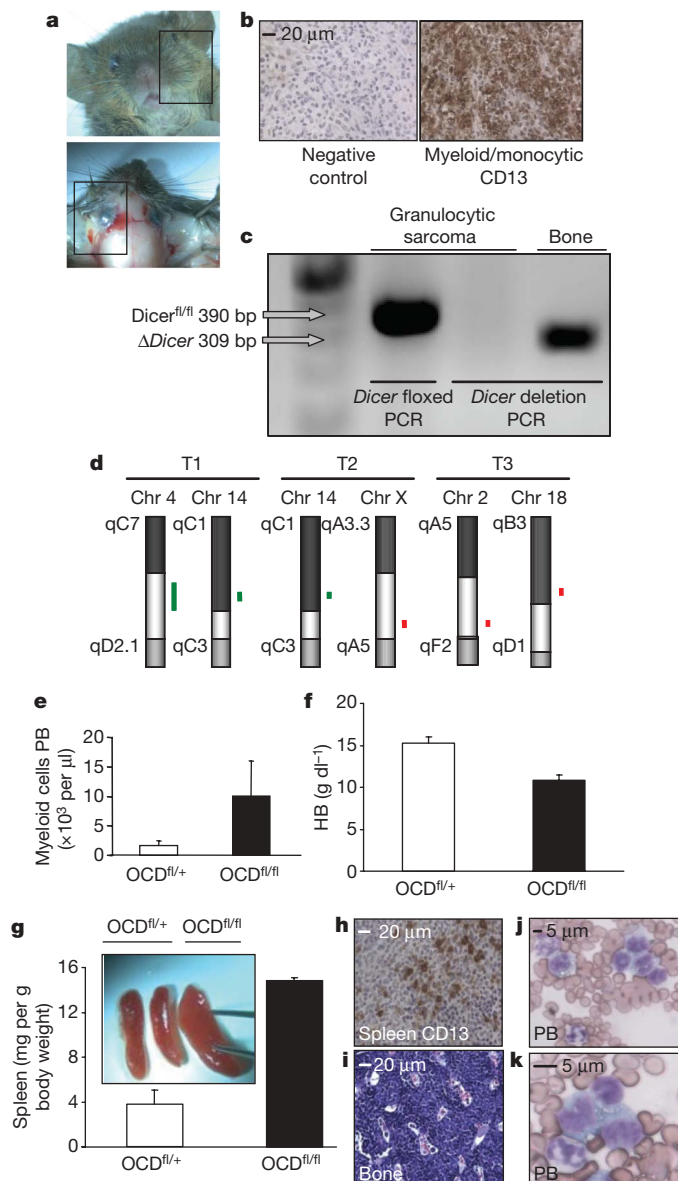 a
b
20 μm
Negative
control
Myeloid/monocytic
CD13
c
Granulocytic
sarcoma
Bone
Dicerfl/fl 390 bp
ΔDicer 309 bp
Dicer floxed
PCR
Dicer deletion
PCR
d
T1
T2
T3
Chr 4
Chr 14
Chr 14
Chr X
Chr 2
Chr 18
qC7
qC1
qC1
qA3.3
qA5
qB3
qD2.1
qC3
qC3
qA5
qF2
qD1
e
Myeloid cells PB
(×10³ per μl)
20
15
10
5
0
OCDfl/+
OCDfl/fl
f
HB (g dl⁻¹)
20
15
10
5
0
OCDfl/+
OCDfl/fl
g
OCDfl/+
OCDfl/fl
Spleen (mg per g
body weight)
16
12
8
4
0
OCDfl/+
OCDfl/fl
h
20 μm
Spleen CD13
i
20 μm
Bone
j
5 μm
PB
k
5 μm
PB